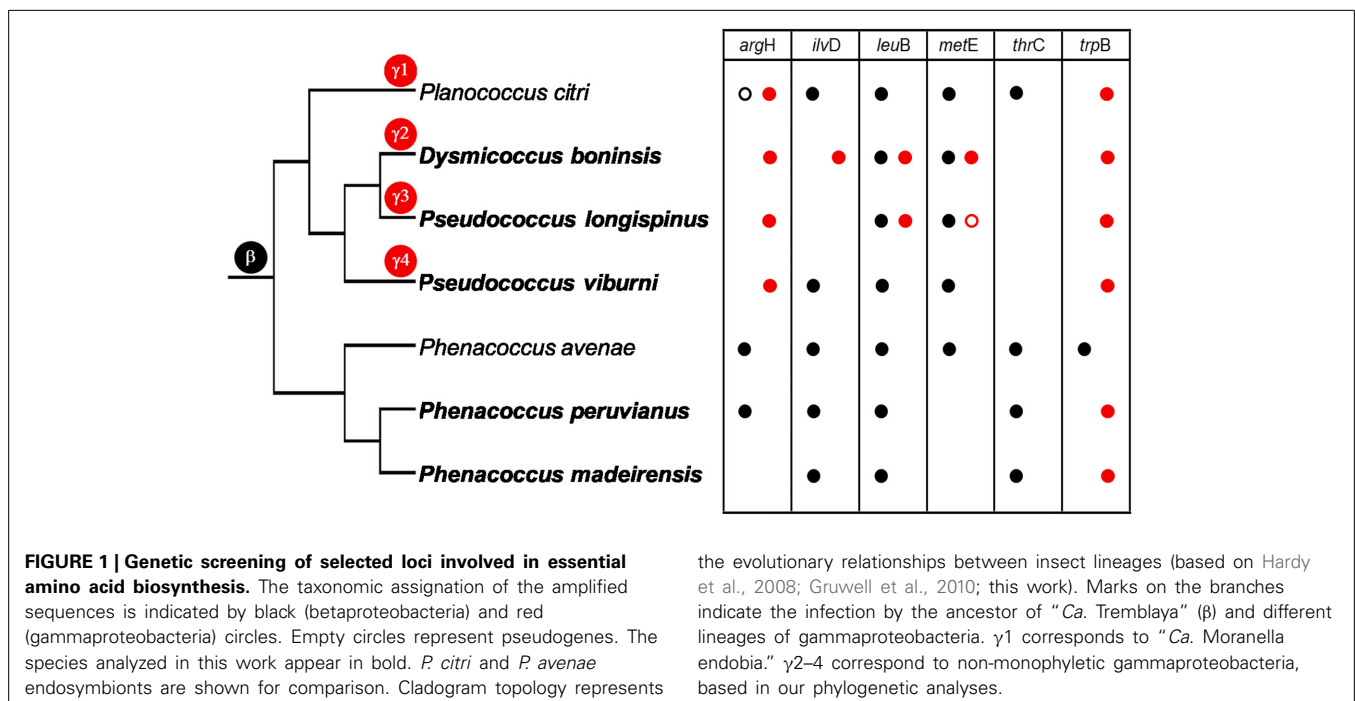 argH ilvD leuB metE thrC trpB
γ1
Planococcus citri
γ2
Dysmicoccus boninsis
γ3
Pseudococcus longispinus
β
γ4
Pseudococcus viburni
Phenacoccus avenae
Phenacoccus peruvianus
Phenacoccus madeirensis
FIGURE 1 | Genetic screening of selected loci involved in essential
amino acid biosynthesis. The taxonomic assignation of the amplified
sequences is indicated by black (betaproteobacteria) and red
(gammaproteobacteria) circles. Empty circles represent pseudogenes. The
species analyzed in this work appear in bold. P. citri and P. avenae
endosymbionts are shown for comparison. Cladogram topology represents
the evolutionary relationships between insect lineages (based on Hardy
et al., 2008; Gruwell et al., 2010; this work). Marks on the branches
indicate the infection by the ancestor of "Ca. Tremblaya" (β) and different
lineages of gammaproteobacteria. γ1 corresponds to "Ca. Moranella
endobia." γ2–4 correspond to non-monophyletic gammaproteobacteria,
based in our phylogenetic analyses.